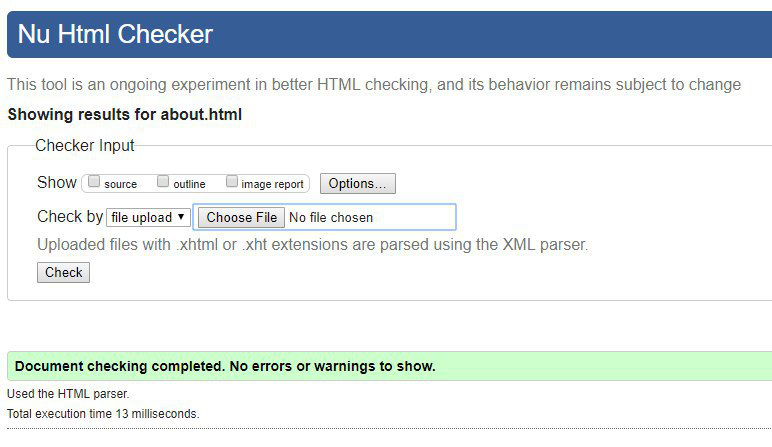 Nu Html Checker
This tool is an ongoing experiment in better HTML checking, and its behavior remains subject to change
Showing results for about.html
Checker Input
Show source outline image report Options...
Check by file upload Choose File No file chosen
Uploaded files with .xhtml or .xht extensions are parsed using the XML parser.
Check
Document checking completed. No errors or warnings to show.
Used the HTML parser.
Total execution time 13 milliseconds.